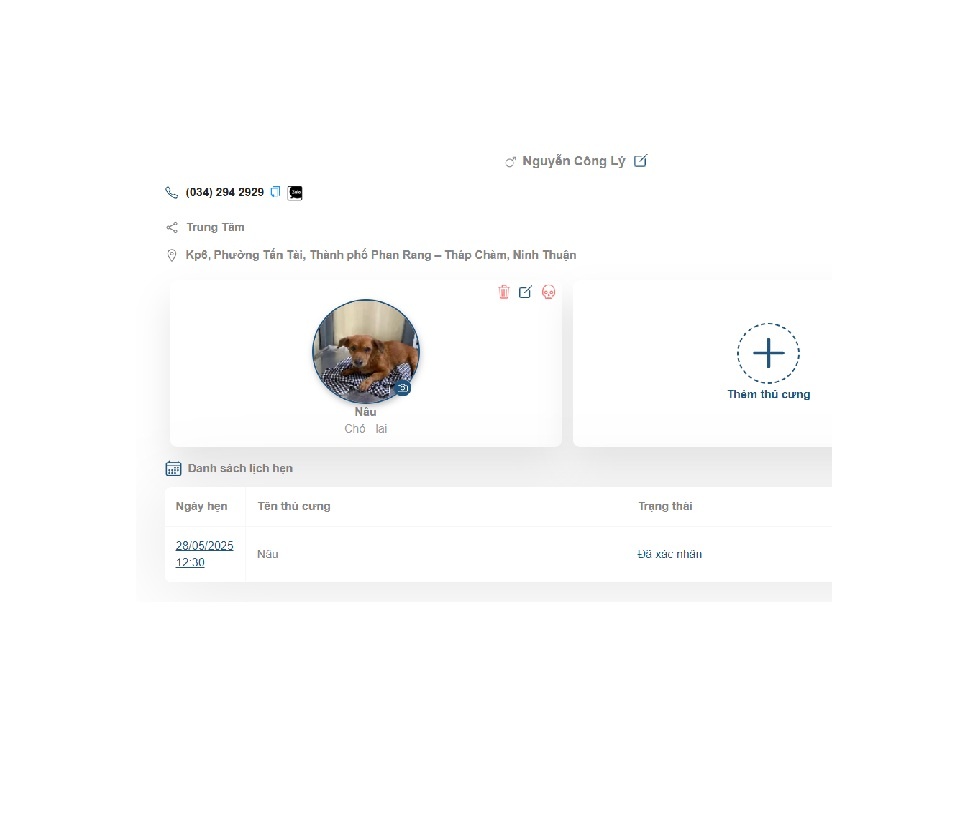 Nguyễn Công Lý
(034) 294 2929
Trung Tâm
Kp6, Phường Tấn Tài, Thành phố Phan Rang – Tháp Chàm, Ninh Thuận
Nâu
Chó lai
Thêm thú cưng
Danh sách lịch hẹn
Ngày hẹn Tên thú cưng Trạng thái
28/05/2025
12:30
Nâu
Đã xác nhận